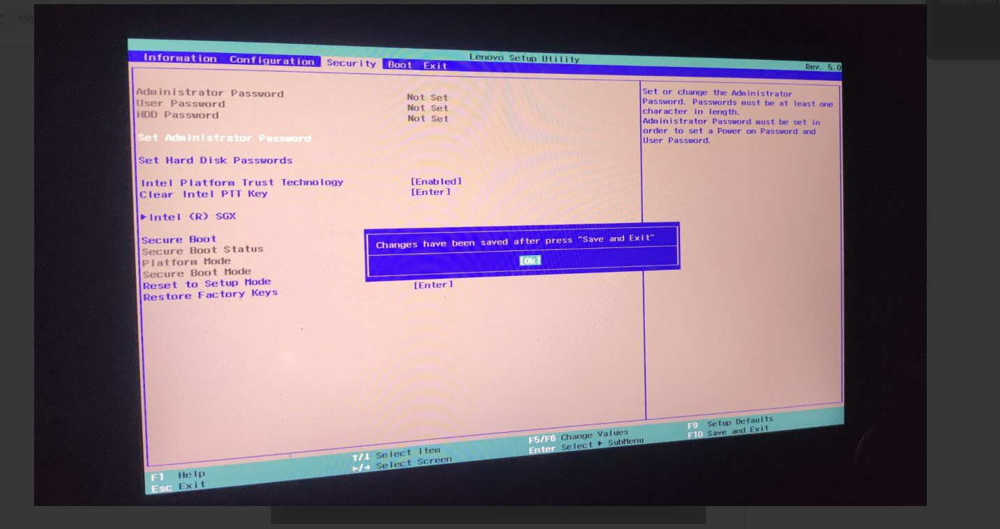 100
Lenovo Setup Utility
Information Configuration Security Boot Exit
Rev. 5.0
Administrator Password Not Set
User Password Not Set
HDD Password Not Set
Set Administrator Password
Set Hard Disk Passwords
Intel Platform Trust Technology [Enabled]
Clear Intel PTT Key [Enter]
▶Intel (R) SGX
Secure Boot
Secure Boot Status
Platform Mode
Secure Boot Mode
Reset to Setup Mode [Enter]
Restore Factory Keys
Changes have been saved after press "Save and Exit"
[Ok]
Set or change the Administrator
Password. Passwords must be at least one
character in length.
Administrator Password must be set in
order to set a Power on Password and
User Password.
F1 Help ↑/↓ Select Item F5/F6 Change Values F9 Setup Defaults
Esc Exit ←/→ Select Screen Enter Select ▶ SubMenu F10 Save and Exit